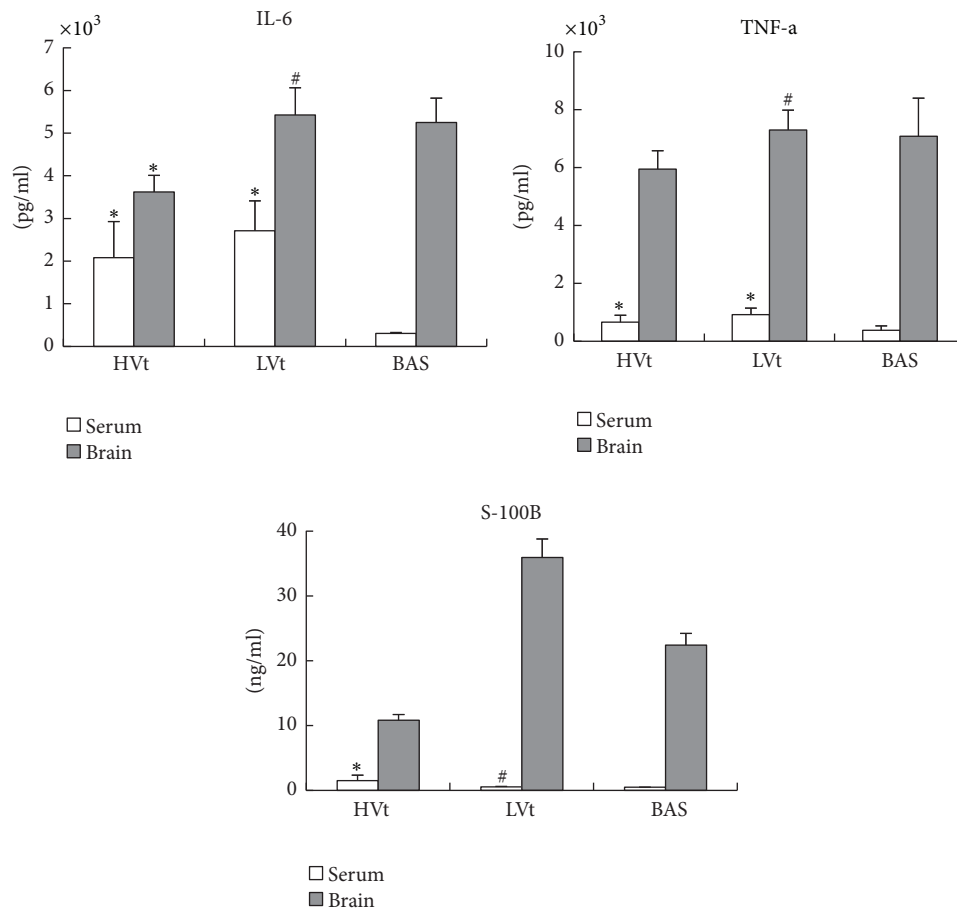 IL-6
×10³
7
6
5
4
3
2
1
0
(pg/ml)
#
*
*
*
HVt LVt BAS
Serum
Brain
TNF-a
×10³
10
8
6
4
2
0
(pg/ml)
#
*
*
HVt LVt BAS
Serum
Brain
S-100B
40
30
20
10
0
(ng/ml)
*
#
HVt LVt BAS
Serum
Brain